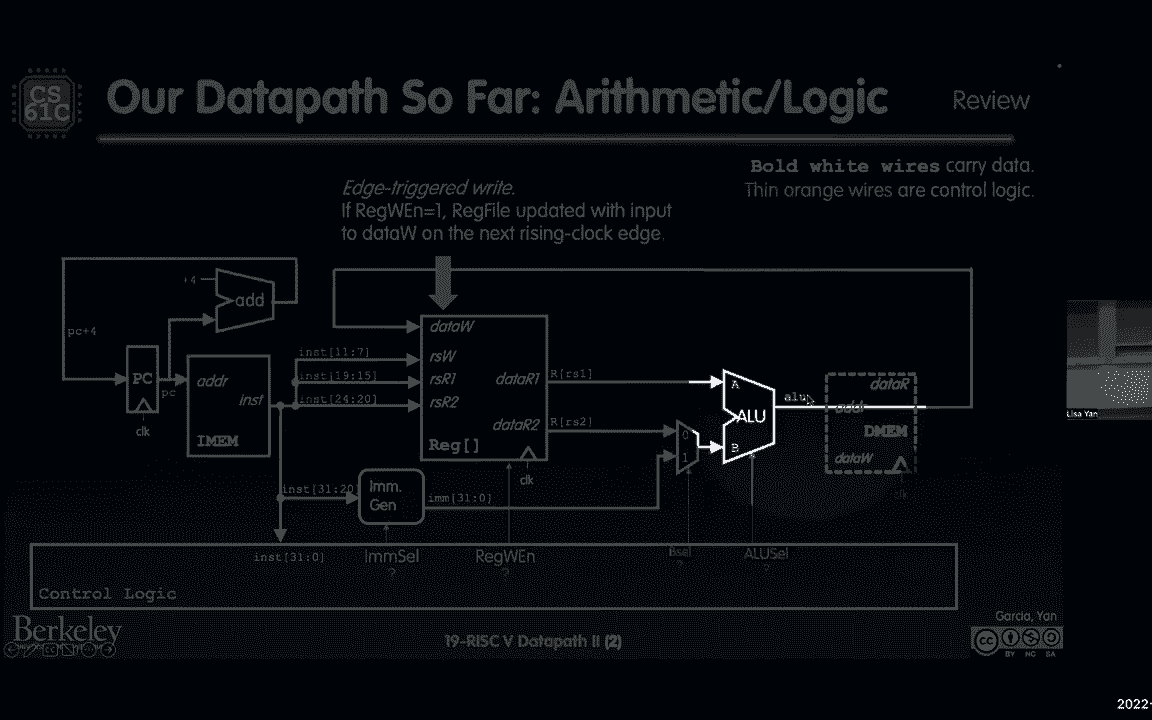 CS
61C
Our Datapath So Far: Arithmetic/Logic
Review
Bold white wires carry data.
Thin orange wires are control logic.
Edge-triggered write.
If RegWEn=1, RegFile updated with input
to dataW on the next rising-clock edge.
+4
add
pc+4
PC
pc
clk
addr
inst
IMEM
inst[11:7]
inst[19:15]
inst[24:20]
dataW
rsW
rsR1
rsR2
dataR1
dataR2
Reg[]
clk
R[rs1]
R[rs2]
0
1
A
ALU
B
alu
dataR
addr
DMEM
dataW
clk
inst[31:20]
Imm.
Gen
imm[31:0]
inst[31:0]
ImmSel
?
RegWEn
?
Bsel
?
ALUSel
?
Control Logic
Berkeley
19-RISC V Datapath II (2)
Garcia, Yan
cc
BY NC SA
Lisa Yan
2022-